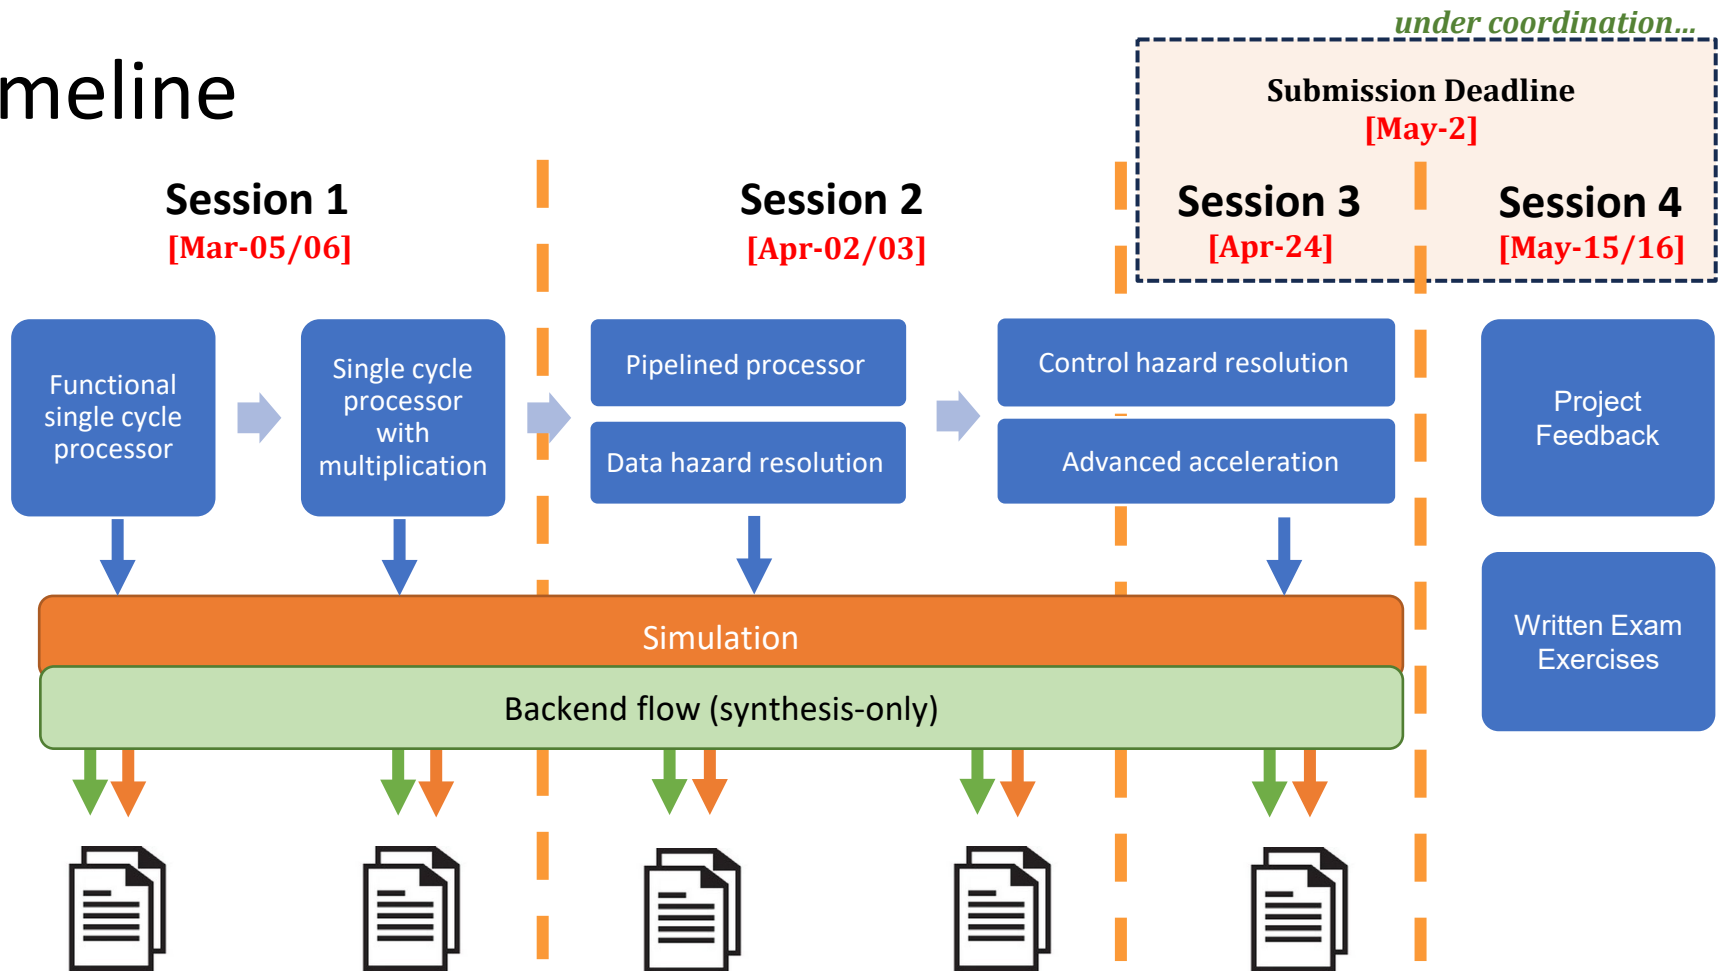 under coordination...
meline
Submission Deadline
[May-2]
Session 1
[Mar-05/06]
Session 2
[Apr-02/03]
Session 3
[Apr-24]
Session 4
[May-15/16]
Functional
single cycle
processor
Single cycle
processor
with
multiplication
Pipelined processor
Data hazard resolution
Control hazard resolution
Advanced acceleration
Project
Feedback
Written Exam
Exercises
Simulation
Backend flow (synthesis-only)